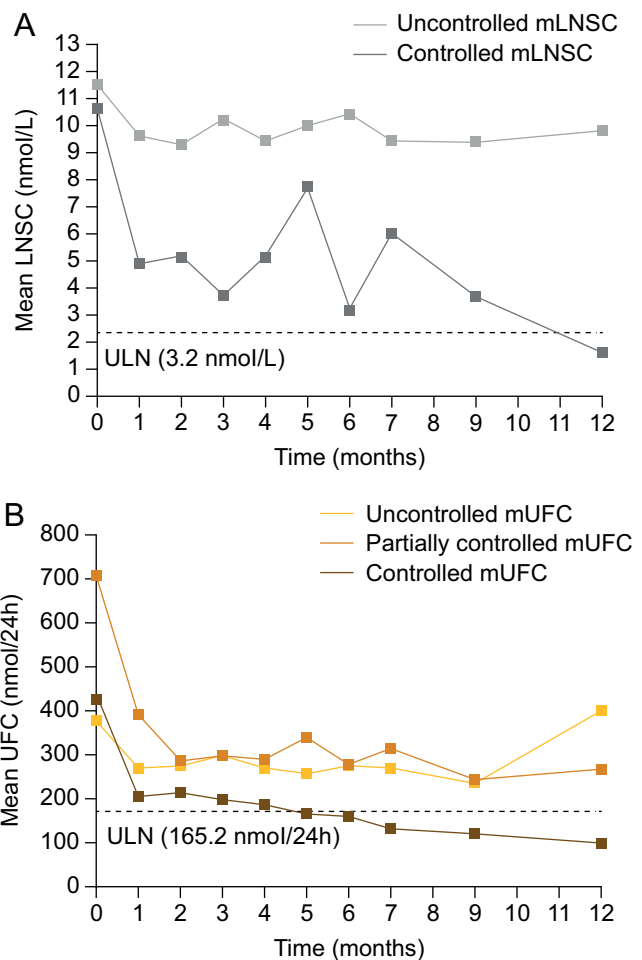 A
Uncontrolled mLNSC
Controlled mLNSC
13
12
11
10
9
8
7
6
5
4
3
2
1
0
Mean LNSC (nmol/L)
ULN (3.2 nmol/L)
0 1 2 3 4 5 6 7 8 9 10 11 12
Time (months)
B
Uncontrolled mUFC
Partially controlled mUFC
Controlled mUFC
800
700
600
500
400
300
200
100
0
Mean UFC (nmol/24h)
ULN (165.2 nmol/24h)
0 1 2 3 4 5 6 7 8 9 10 11 12
Time (months)